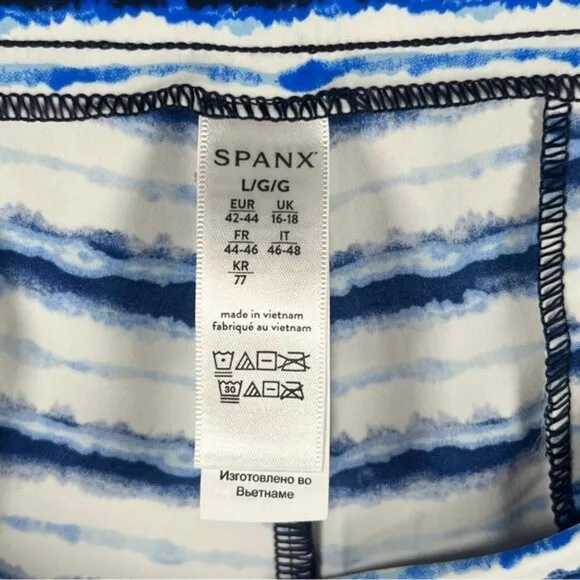 SPANX
L/G/G
EUR UK
42-44 16-18
FR IT
44-46 46-48
KR
77
made in vietnam
fabriqué au vietnam
30
Изготовлено во
Вьетнаме